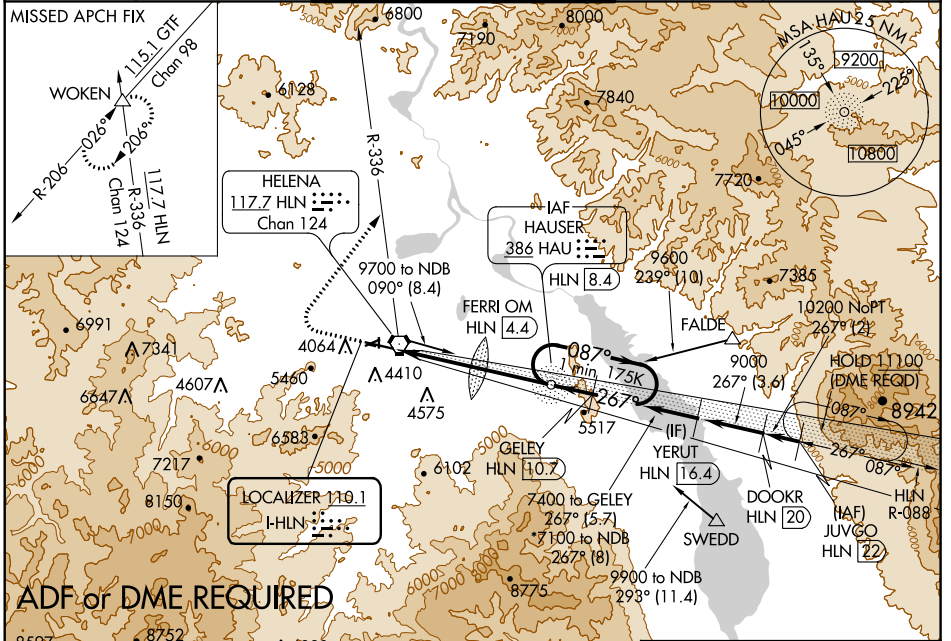 MISSED APCH FIX
115.1 GTF
Chan 98
WOKEN
026°
206°
R-206
R-336
Chan 124
117.7 HLN
6800
7190
8000
6128
7840
R-336
MSA HAU 25 NM
135°
9200
225°
10000
045°
10800
5000
HELENA
117.7 HLN
Chan 124
IAF
HAUSER
386 HAU
HLN 8.4
7720
9600
239° (10)
7385
9700 to NDB
090° (8.4)
FERRI OM
HLN 4.4
FALDE
10200 NoPT
267° (2)
6991
7341
4064
4410
087°
1 min
175K
267°
9000
267° (3.6)
HOLD 11100
(DME REQD)
087°
8942
6647
4607
5460
4575
5517
267°
087°
6583
GELEY
HLN 10.7
(IF)
YERUT
HLN 16.4
7217
5000
6102
8150
LOCALIZER 110.1
I-HLN
7400 to GELEY
267° (5.7)
*7100 to NDB
267° (8)
SWEDD
DOOKR
HLN 20
(IAF)
JUVGO
HLN 22
HLN
R-088
9900 to NDB
293° (11.4)
8775
ADF or DME REQUIRED
8752